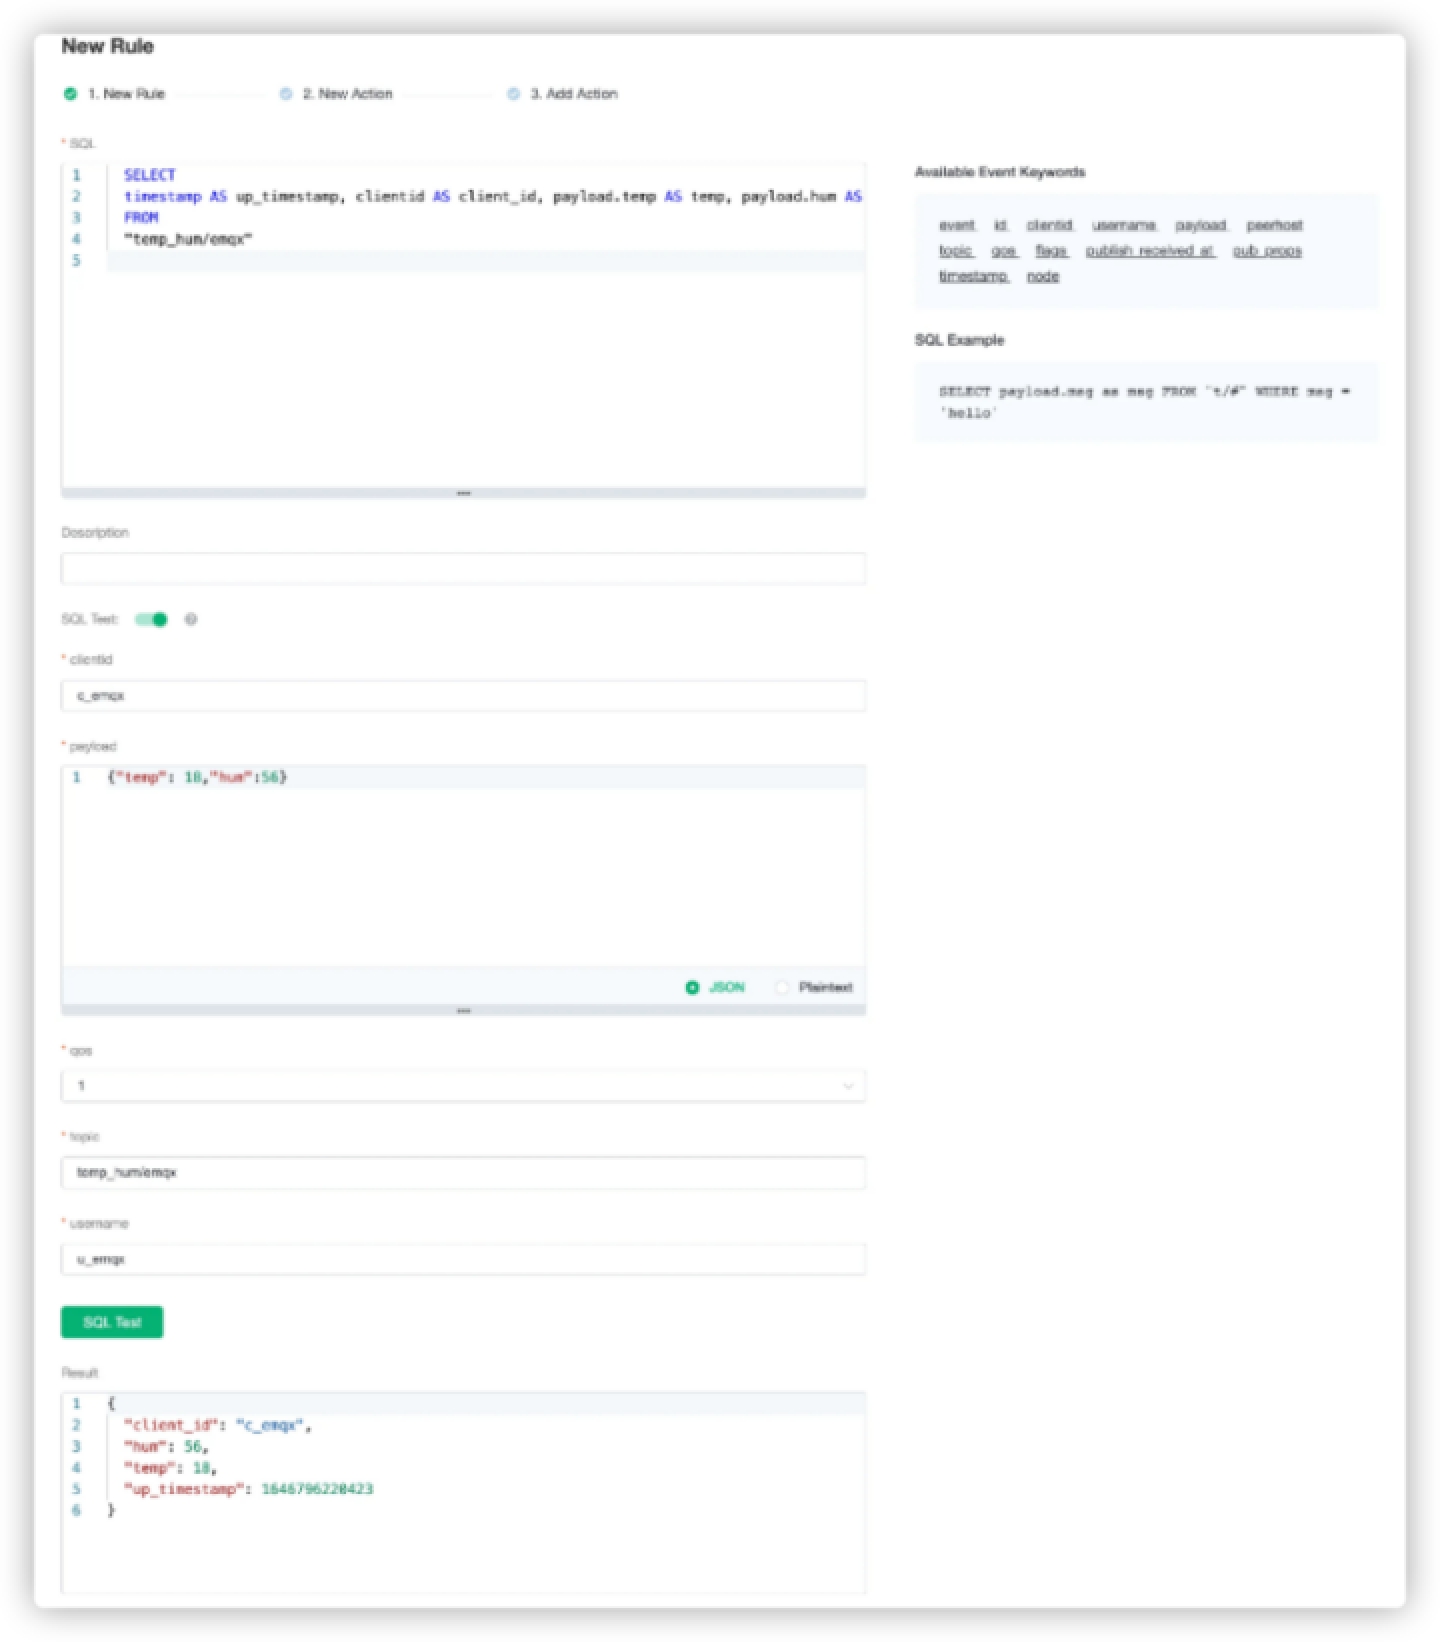 New Rule
1. New Rule 2. New Action 3. Add Action
* SQL
1 SELECT
2 timestamp AS up_timestamp, clientid AS client_id, payload.temp AS temp, payload.hum AS
3 FROM
4 "temp_hum/emqx"
5
Available Event Keywords
event id clientid username payload peerhost
topic qos flags publish_received_at pub_props
timestamp node
SQL Example
SELECT payload.msg as msg FROM "t/#" WHERE msg =
'hello'
Description
SQL Test:
* clientid
c_emqx
* payload
1 {"temp": 18,"hum":56}
JSON Plaintext
* qos
1
* topic
temp_hum/emqx
* username
u_emqx
SQL Test
Result
1 {
2 "client_id": "c_emqx",
3 "hum": 56,
4 "temp": 18,
5 "up_timestamp": 1646796220423
6 }